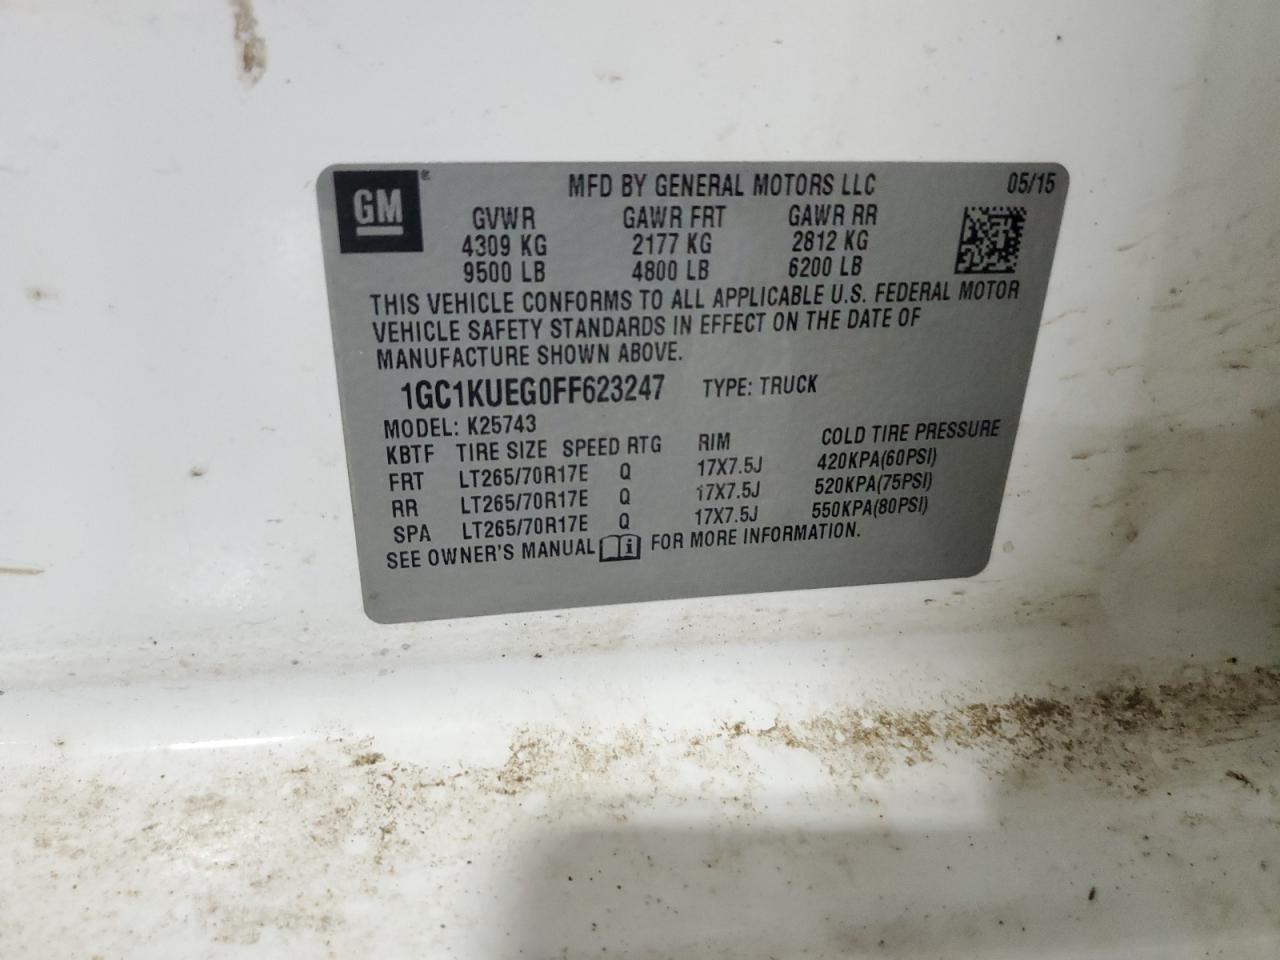 GM® MFD BY GENERAL MOTORS LLC 05/15
GVWR GAWR FRT GAWR RR
4309 KG 2177 KG 2812 KG
9500 LB 4800 LB 6200 LB
THIS VEHICLE CONFORMS TO ALL APPLICABLE U.S. FEDERAL MOTOR
VEHICLE SAFETY STANDARDS IN EFFECT ON THE DATE OF
MANUFACTURE SHOWN ABOVE.
1GC1KUEG0FF623247 TYPE: TRUCK
MODEL: K25743
KBTF TIRE SIZE SPEED RTG RIM COLD TIRE PRESSURE
FRT LT265/70R17E Q 17X7.5J 420KPA(60PSI)
RR LT265/70R17E Q 17X7.5J 520KPA(75PSI)
SPA LT265/70R17E Q 17X7.5J 550KPA(80PSI)
SEE OWNER'S MANUAL i FOR MORE INFORMATION.